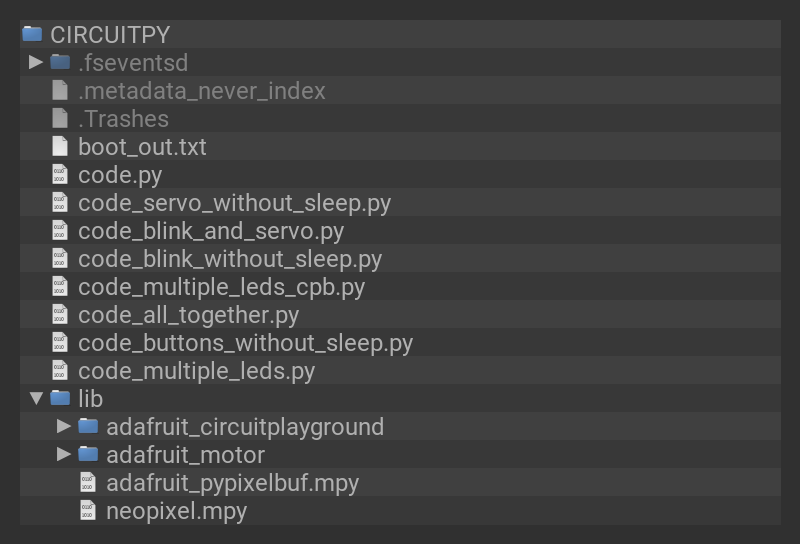 CIRCUITPY
.fseventsd
.metadata_never_index
.Trashes
boot_out.txt
code.py
code_servo_without_sleep.py
code_blink_and_servo.py
code_blink_without_sleep.py
code_multiple_leds_cpb.py
code_all_together.py
code_buttons_without_sleep.py
code_multiple_leds.py
lib
adafruit_circuitplayground
adafruit_motor
adafruit_pypixelbuf.mpy
neopixel.mpy